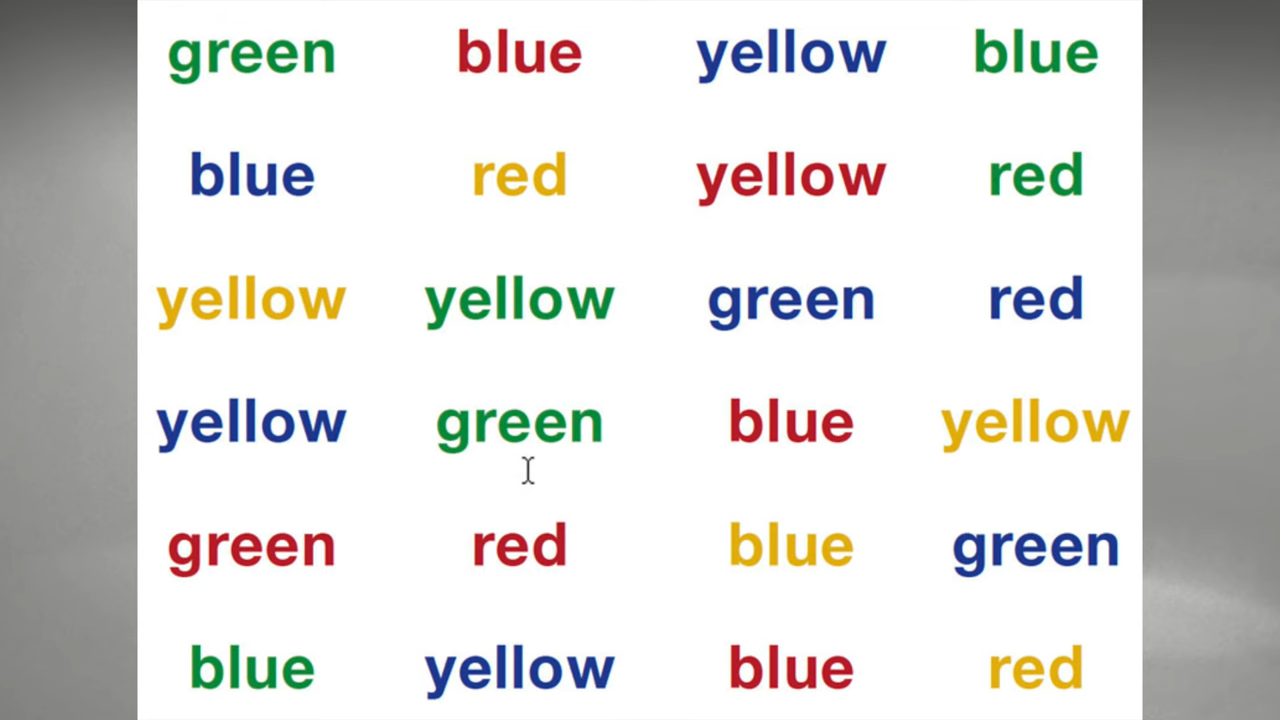 green blue yellow blue
blue red yellow red
yellow yellow green red
yellow green blue yellow
green red blue green
blue yellow blue red